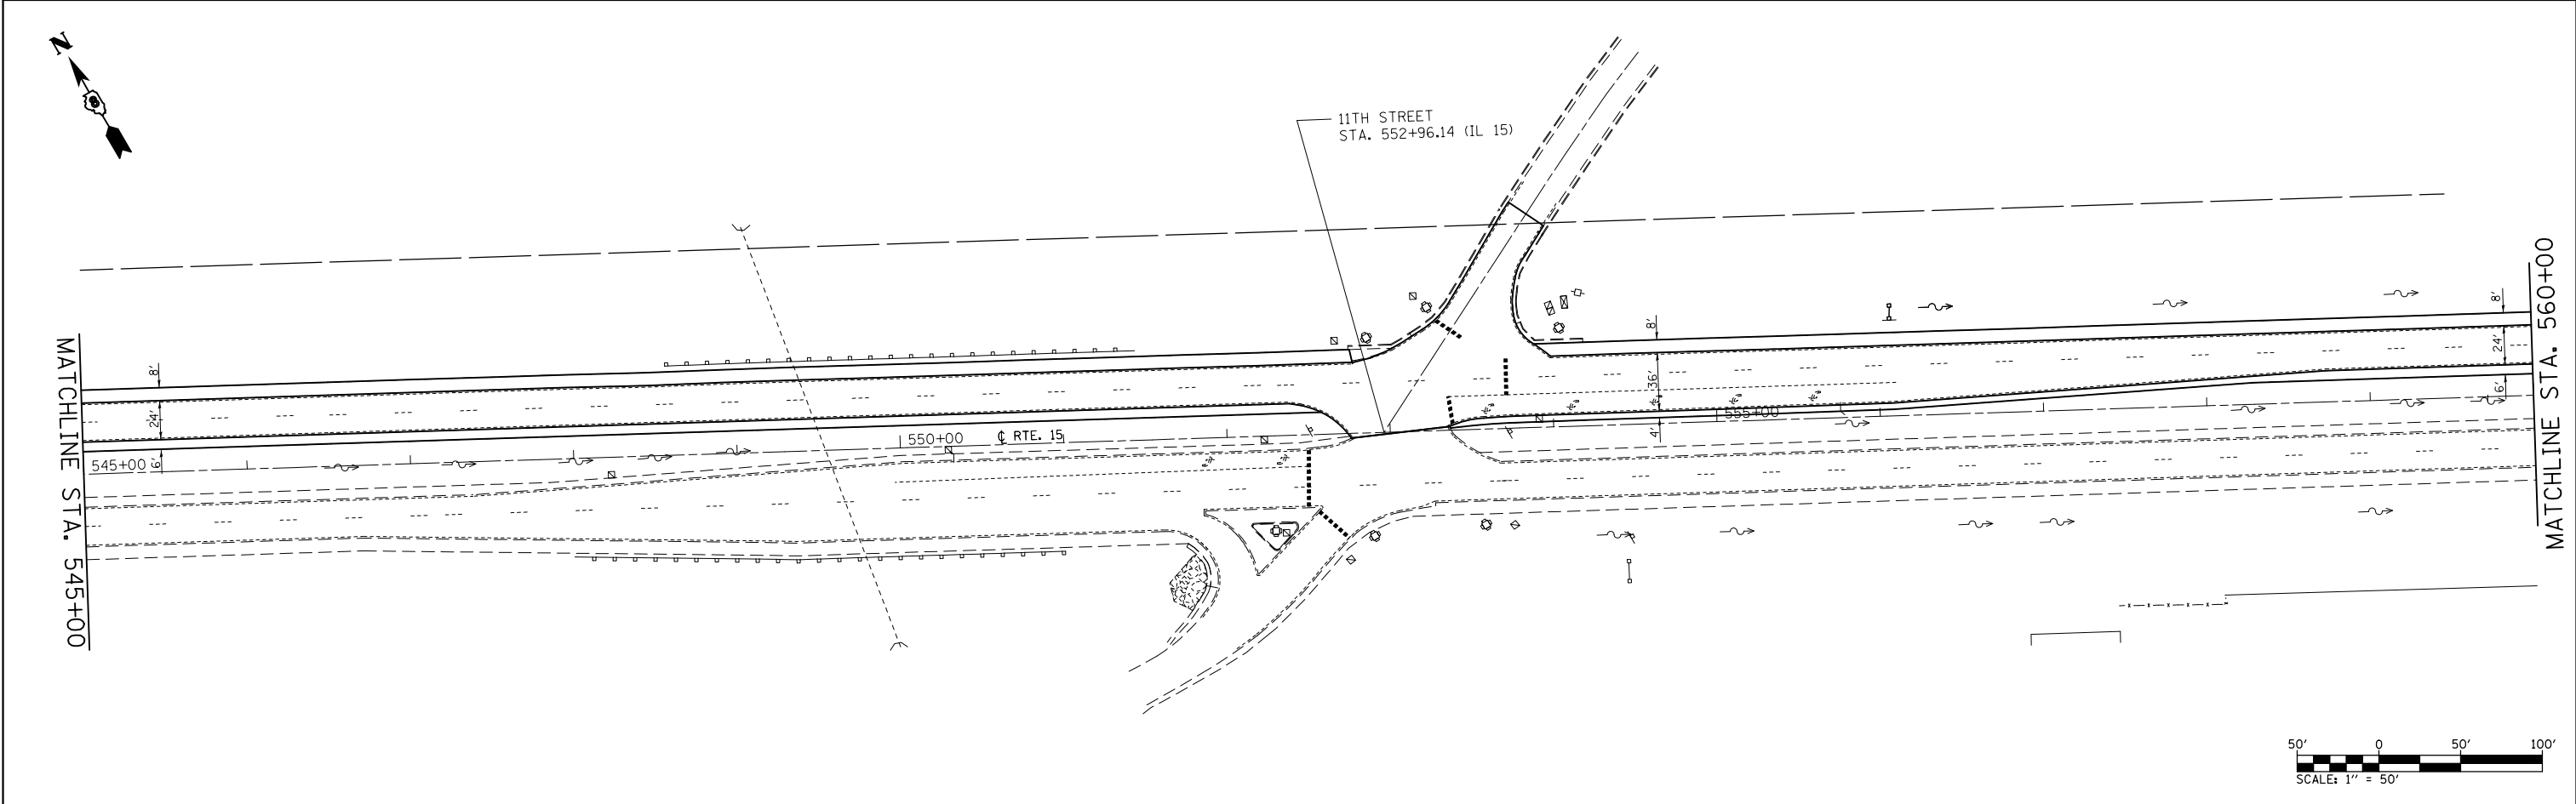 N
8
11TH STREET
STA. 552+96.14 (IL 15)
MATCHLINE STA. 545+00
MATCHLINE STA. 560+00
8'
24'
6'
545+00
550+00
℄ RTE. 15
555+00
8'
36'
4'
8'
24'
6'
50' 0 50' 100'
SCALE: 1" = 50'